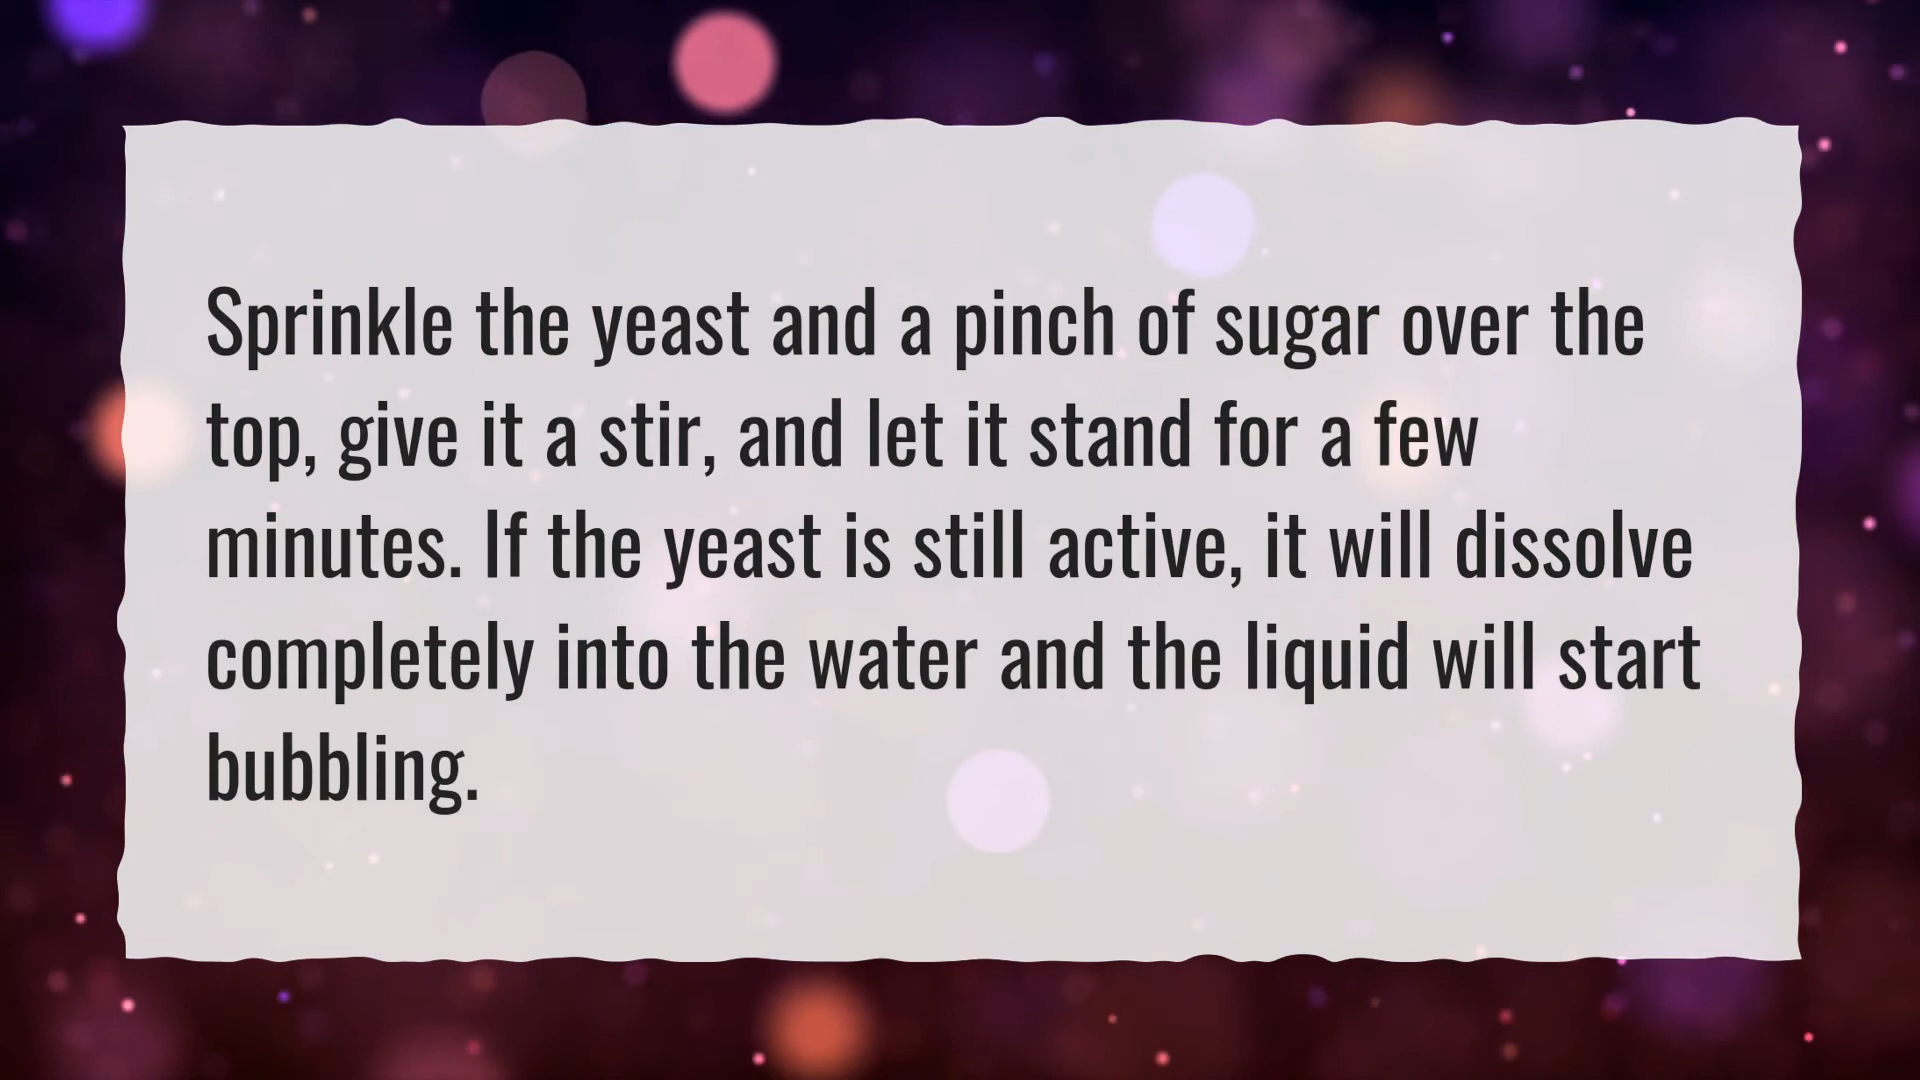 Sprinkle the yeast and a pinch of sugar over the
top, give it a stir, and let it stand for a few
minutes. If the yeast is still active, it will dissolve
completely into the water and the liquid will start
bubbling.